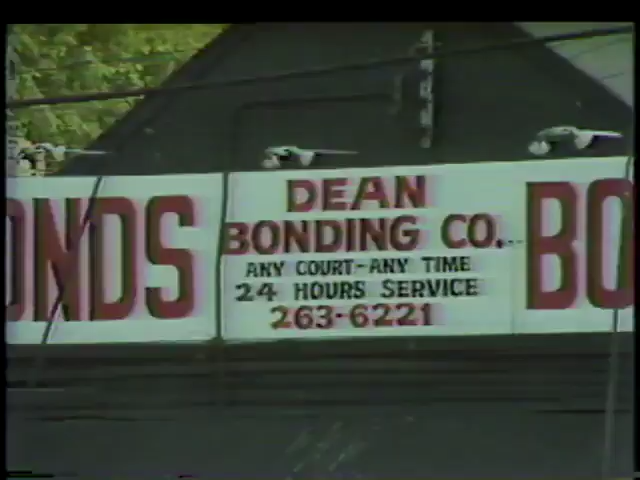 ONDS
DEAN
BONDING CO.
ANY COURT-ANY TIME
24 HOURS SERVICE
263-6221
BO